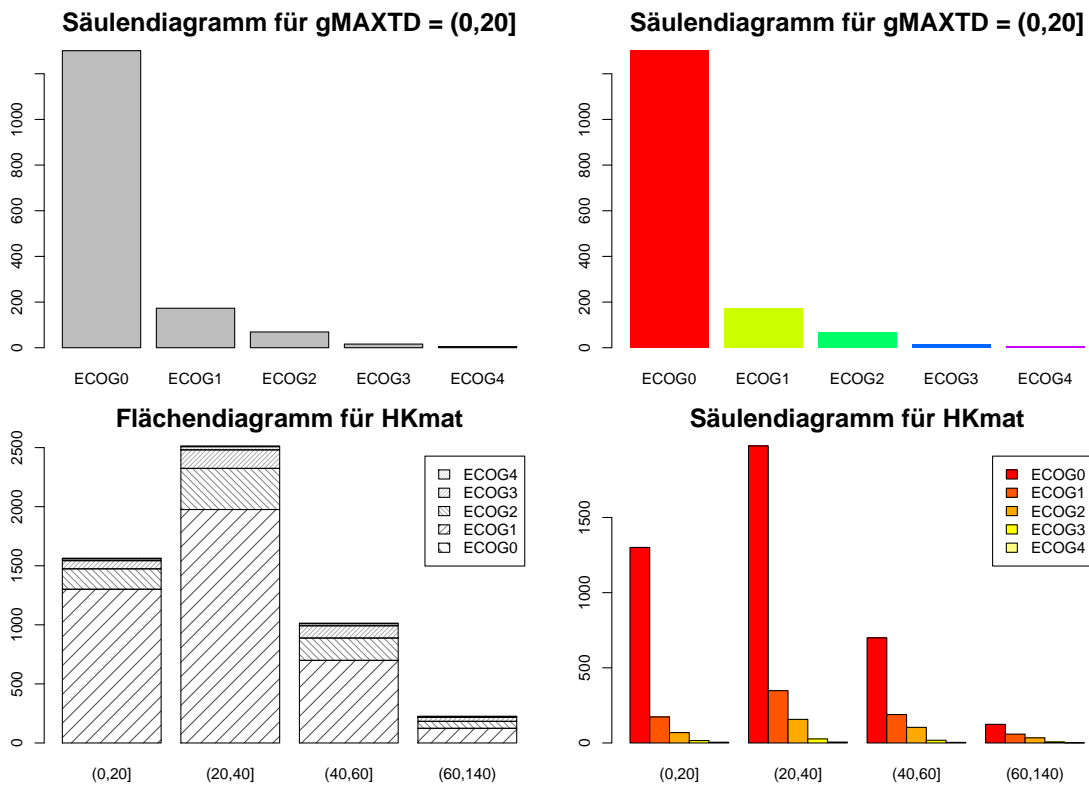 Säulendiagramm für gMAXTD = (0,20]
0
200
400
600
800
1000
ECOG0 ECOG1 ECOG2 ECOG3 ECOG4
Säulendiagramm für gMAXTD = (0,20]
0
200
400
600
800
1000
ECOG0 ECOG1 ECOG2 ECOG3 ECOG4
Flächendiagramm für HKmat
0
500
1000
1500
2000
2500
ECOG4
ECOG3
ECOG2
ECOG1
ECOG0
(0,20] (20,40] (40,60] (60,140)
Säulendiagramm für HKmat
0
500
1000
1500
ECOG0
ECOG1
ECOG2
ECOG3
ECOG4
(0,20] (20,40] (40,60] (60,140)